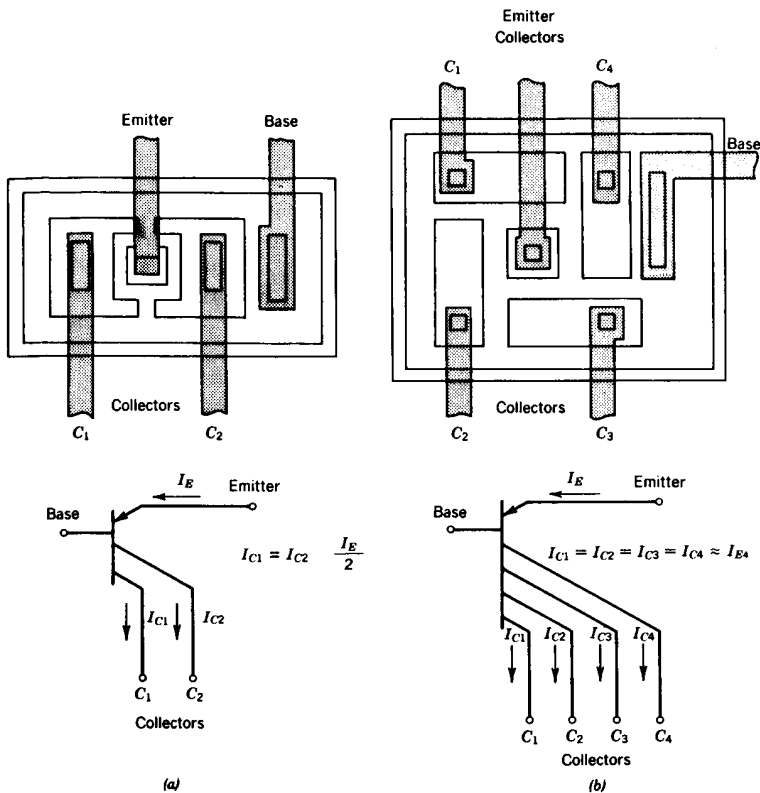 Emitter
Collectors
C1
C4
Base
C2
Collectors
C3
Emitter
Base
Collectors
C1
C2
IE
Emitter
Base
IC1 = IC2 IE/2
IC1
IC2
C1
C2
Collectors
(a)
IE
Emitter
Base
IC1 = IC2 = IC3 = IC4 ≈ IE4
IC1
IC2
IC3
IC4
C1
C2
C3
C4
Collectors
(b)